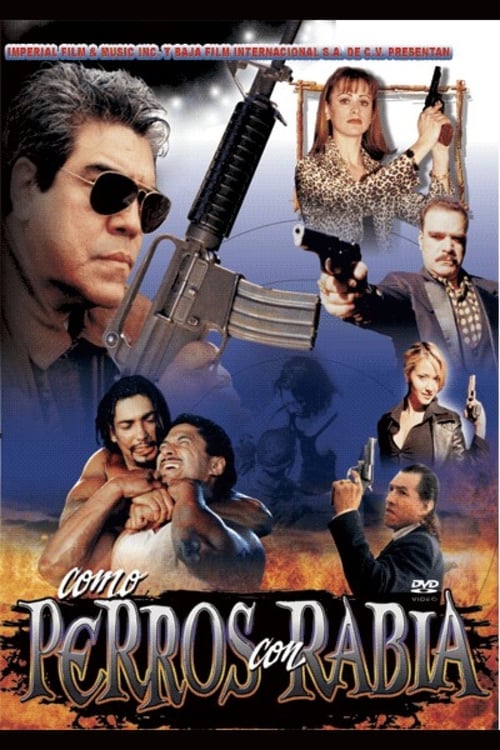 IMPERIAL FILM & MUSIC INC. Y BAJA FILM INTERNACIONAL S.A. DE C.V. PRESENTAN
DVD
VIDEO
como
PERROS con RABIA